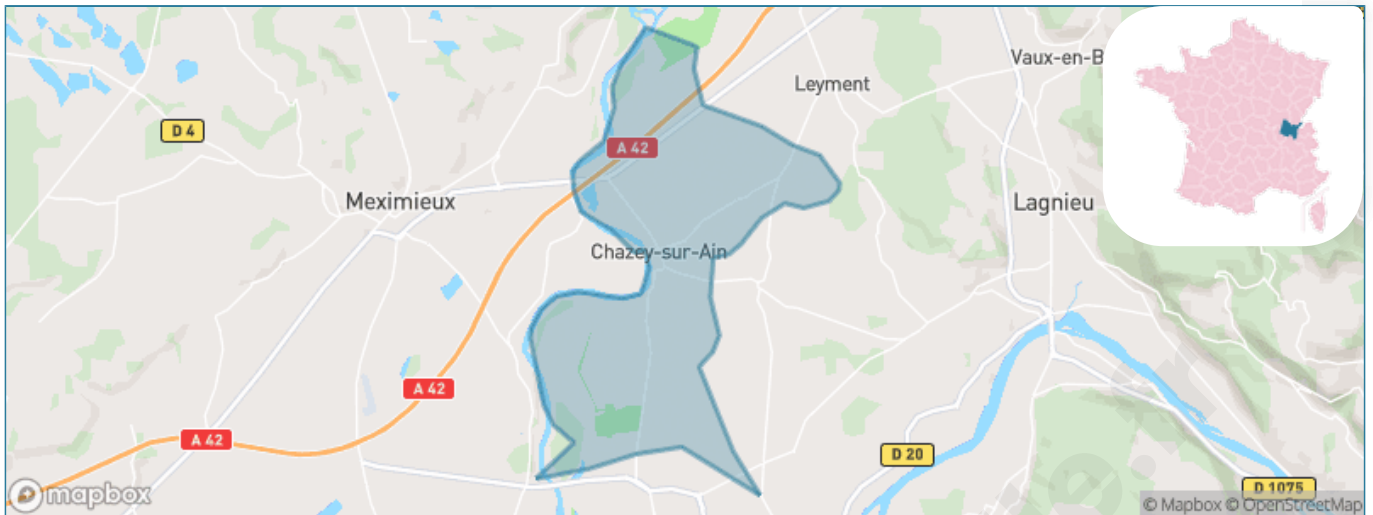 Vaux-en-B
Leyment
D 4
A 42
Meximieux
Lagnieu
Chazey-sur-Ain
A 42
A 42
D 20
D 1075
mapbox
© Mapbox © OpenStreetMap